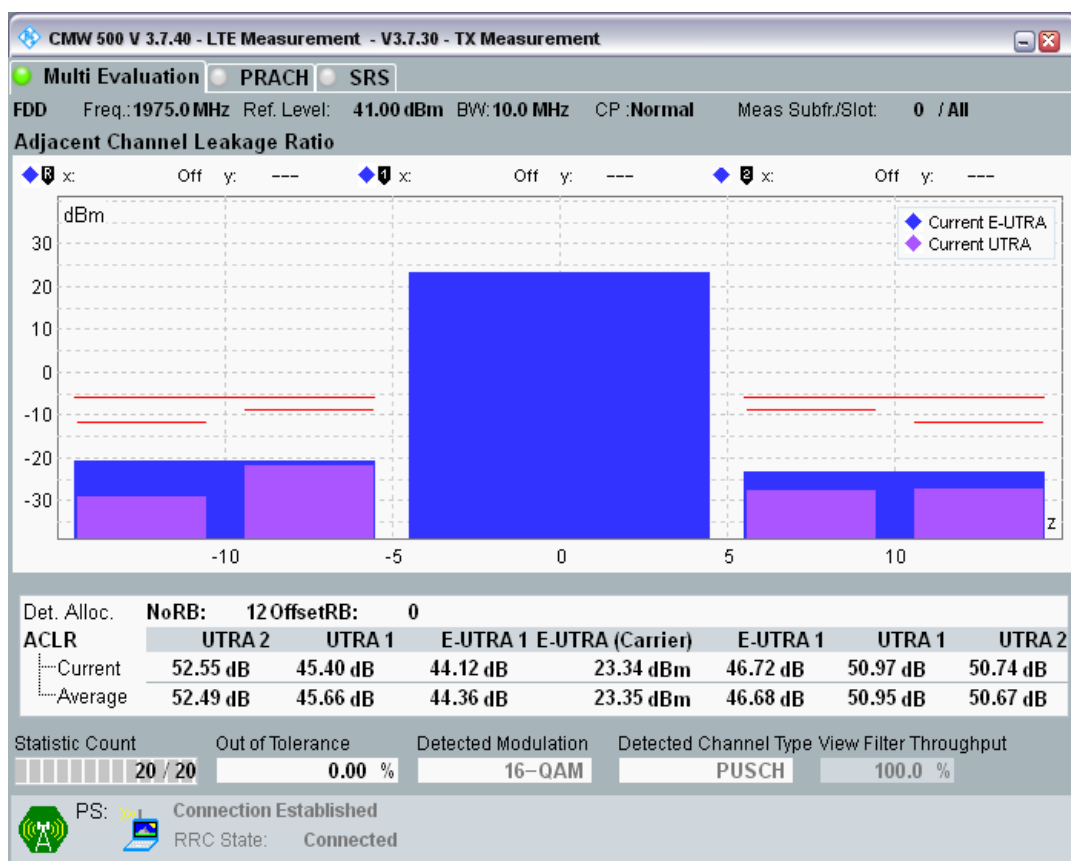 CMW 500 V 3.7.40 - LTE Measurement - V3.7.30 - TX Measurement
Multi Evaluation PRACH SRS
FDD Freq.: 1975.0 MHz Ref. Level: 41.00 dBm BW: 10.0 MHz CP :Normal Meas Subfr./Slot: 0 / All
Adjacent Channel Leakage Ratio
R x: Off y: --- 1 x: Off y: --- 2 x: Off y: ---
dBm
Current E-UTRA
Current UTRA
30
20
10
0
-10
-20
-30
z
-10 -5 0 5 10
Det. Alloc. NoRB: 12 OffsetRB: 0
ACLR UTRA 2 UTRA 1 E-UTRA 1 E-UTRA (Carrier) E-UTRA 1 UTRA 1 UTRA 2
Current 52.55 dB 45.40 dB 44.12 dB 23.34 dBm 46.72 dB 50.97 dB 50.74 dB
Average 52.49 dB 45.66 dB 44.36 dB 23.35 dBm 46.68 dB 50.95 dB 50.67 dB
Statistic Count Out of Tolerance Detected Modulation Detected Channel Type View Filter Throughput
20 / 20 0.00 % 16-QAM PUSCH 100.0 %
PS: Connection Established
RRC State: Connected